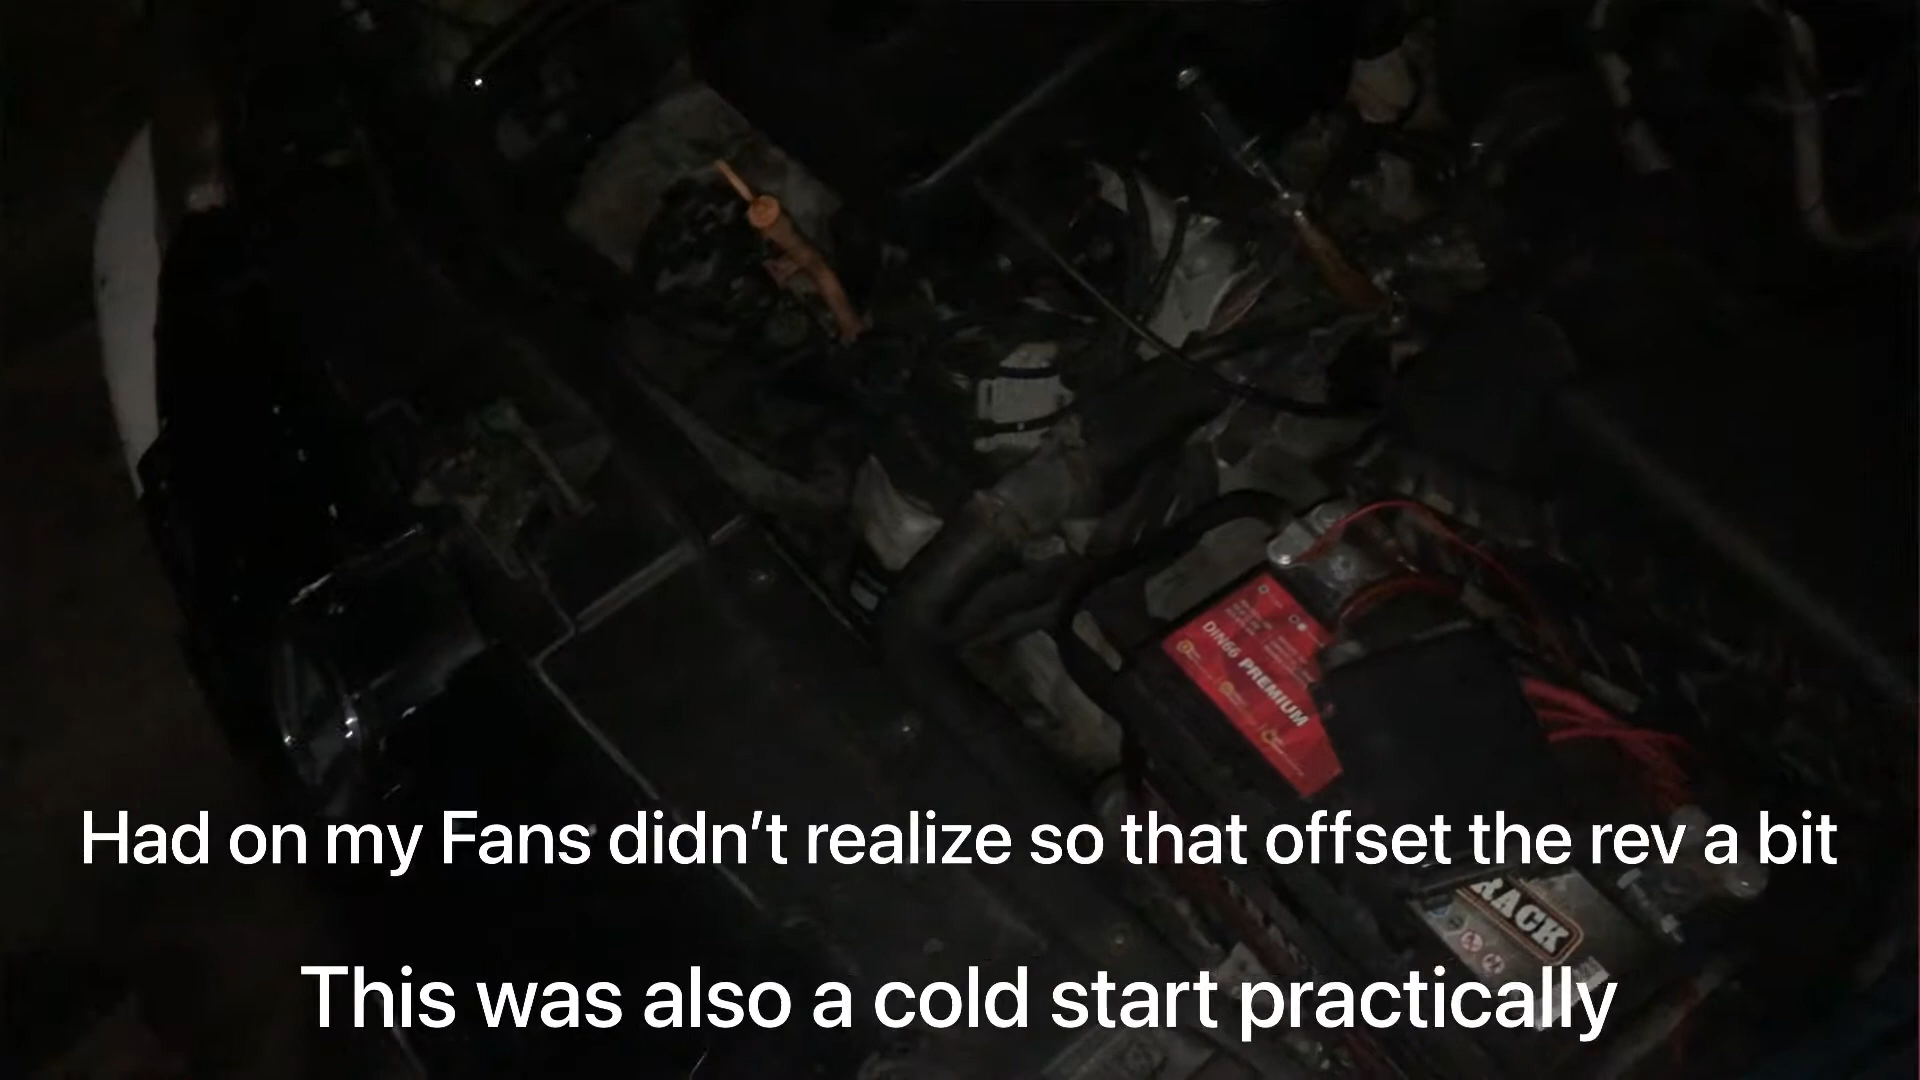 DIN66 PREMIUM
Had on my Fans didn’t realize so that offset the rev a bit
RACK
This was also a cold start practically